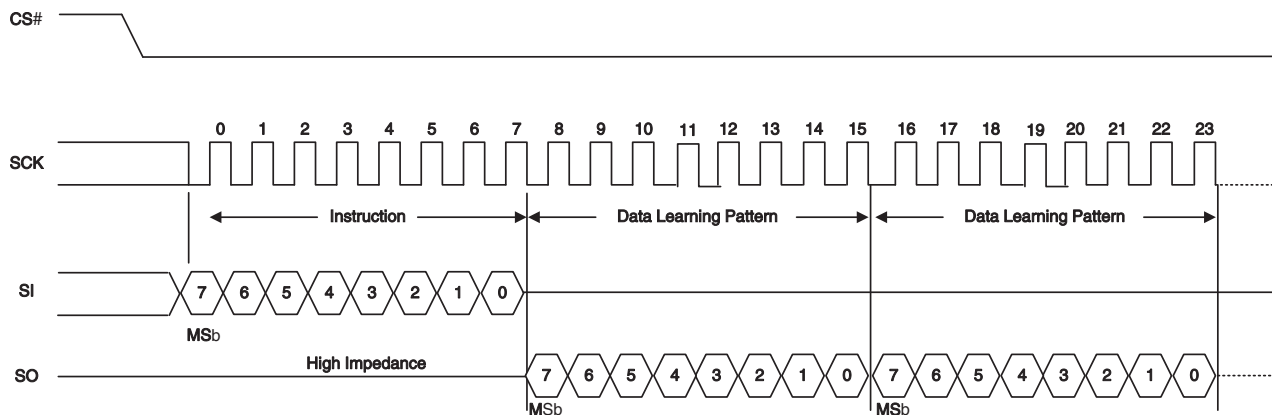 CS#
0 1 2 3 4 5 6 7 8 9 10 11 12 13 14 15 16 17 18 19 20 21 22 23
SCK
Instruction Data Learning Pattern Data Learning Pattern
SI 7 6 5 4 3 2 1 0
MSb
High Impedance
SO 7 6 5 4 3 2 1 0 7 6 5 4 3 2 1 0
MSb MSb